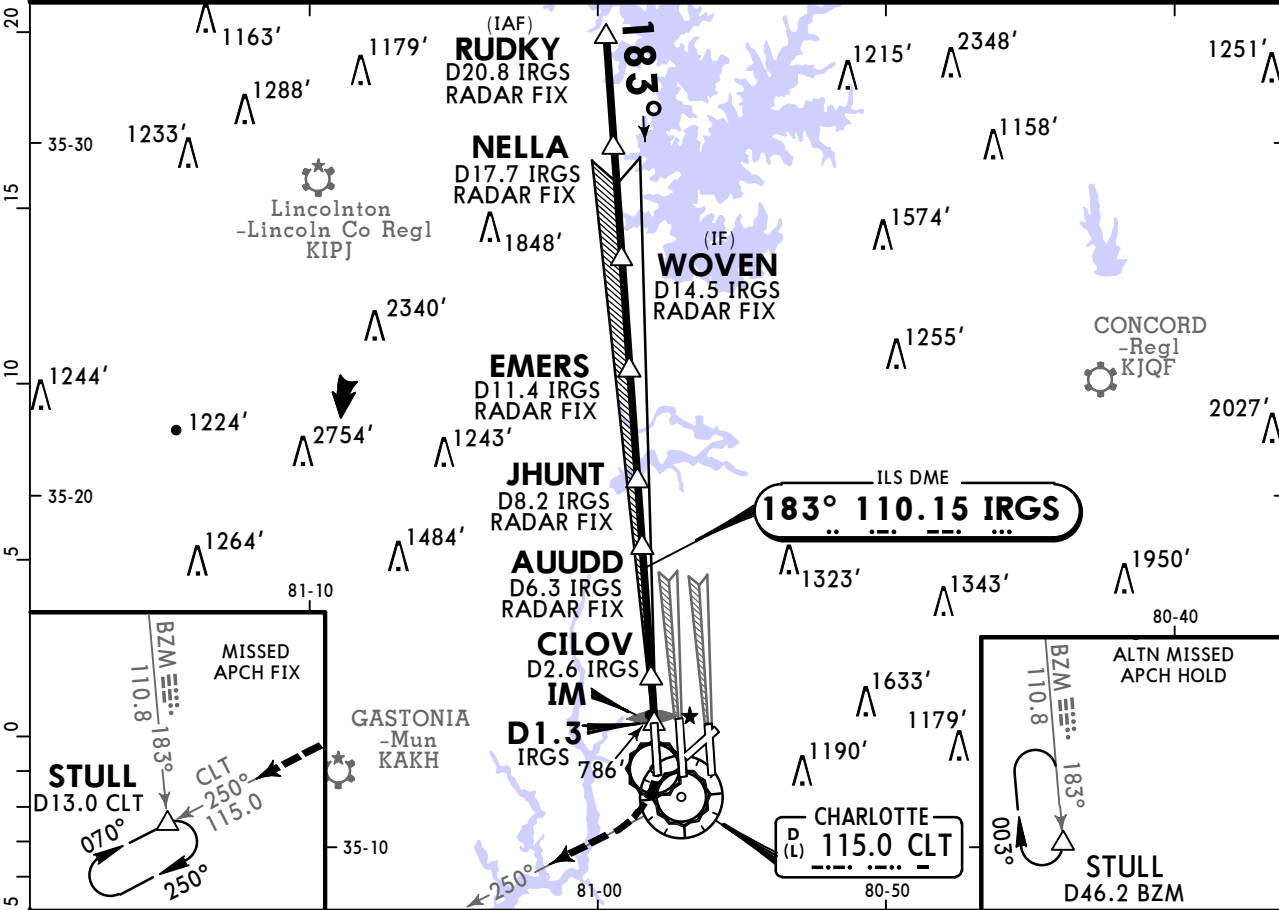 20
1163'
1179'
(IAF)
RUDKY
D20.8 IRGS
RADAR FIX
183°
1215'
2348'
1251'
1288'
1233'
35-30
NELLA
D17.7 IRGS
RADAR FIX
1158'
15
Lincolnton
-Lincoln Co Regl
KIPJ
1848'
(IF)
WOVEN
D14.5 IRGS
RADAR FIX
1574'
2340'
1255'
CONCORD
-Regl
KJQF
10
1244'
EMERS
D11.4 IRGS
RADAR FIX
1224'
2754'
1243'
2027'
JHUNT
D8.2 IRGS
RADAR FIX
35-20
ILS DME
183° 110.15 IRGS
5
1264'
1484'
AUUDD
D6.3 IRGS
RADAR FIX
1323'
1343'
1950'
81-10
80-40
CILOV
D2.6 IRGS
IM
D1.3
IRGS
786'
1633'
1179'
1190'
0
GASTONIA
-Mun
KAKH
MISSED
APCH FIX
BZM
110.8
183°
CLT
250°
115.0
STULL
D13.0 CLT
070°
250°
35-10
CHARLOTTE
D
(L)
115.0 CLT
250°
81-00
80-50
ALTN MISSED
APCH HOLD
BZM
110.8
183°
003°
STULL
D46.2 BZM
5